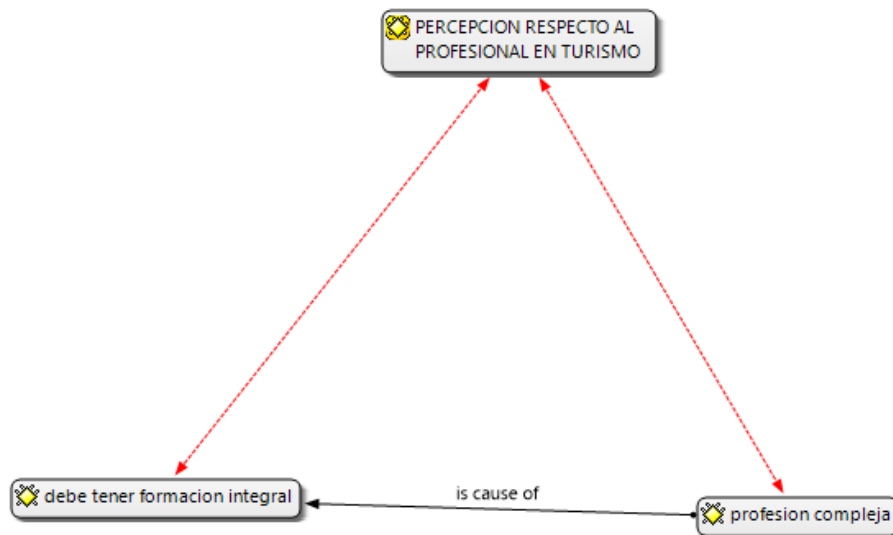 PERCEPCION RESPECTO AL
PROFESIONAL EN TURISMO
debe tener formacion integral
is cause of
profesion compleja